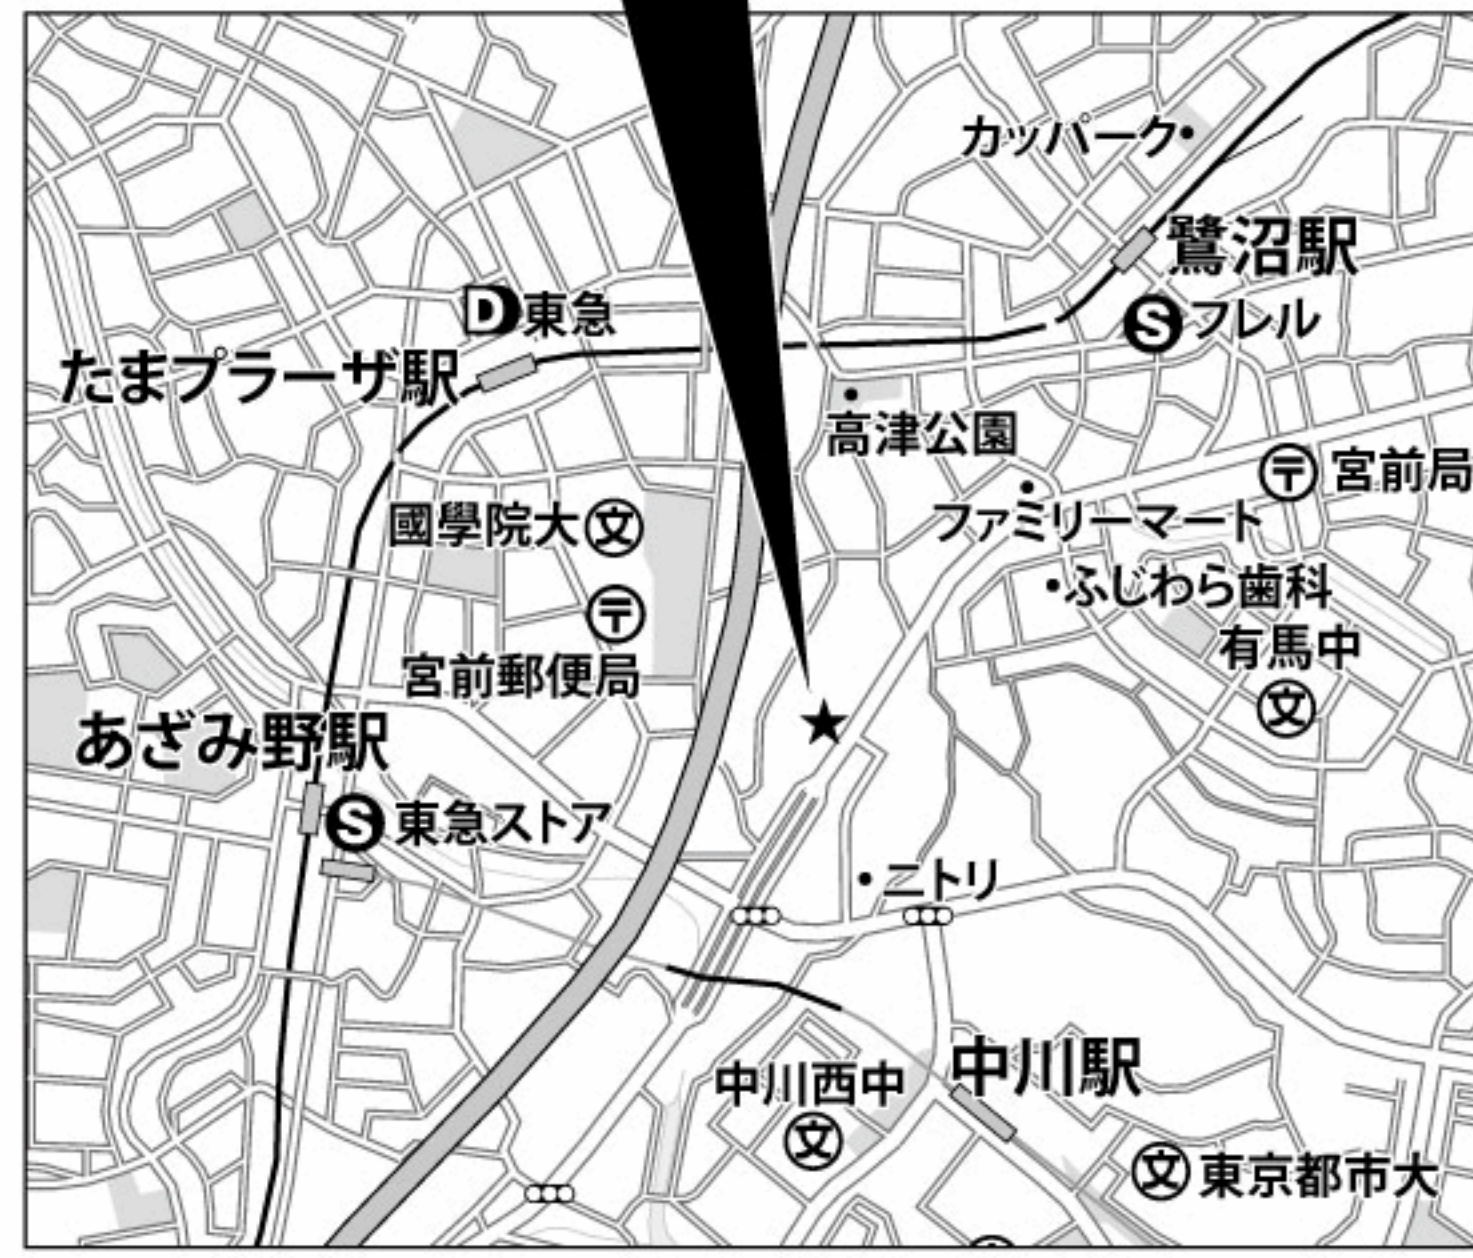 カッパーク
鷺沼駅
D東急
Sフレル
たまプラーザ駅
高津公園
〒宮前局
國學院大文
ファミリーマート
ふじわら歯科
〒
有馬中
宮前郵便局
文
あざみ野駅
S東急ストア
ニトリ
中川駅
中川西中
文
文東京都市大